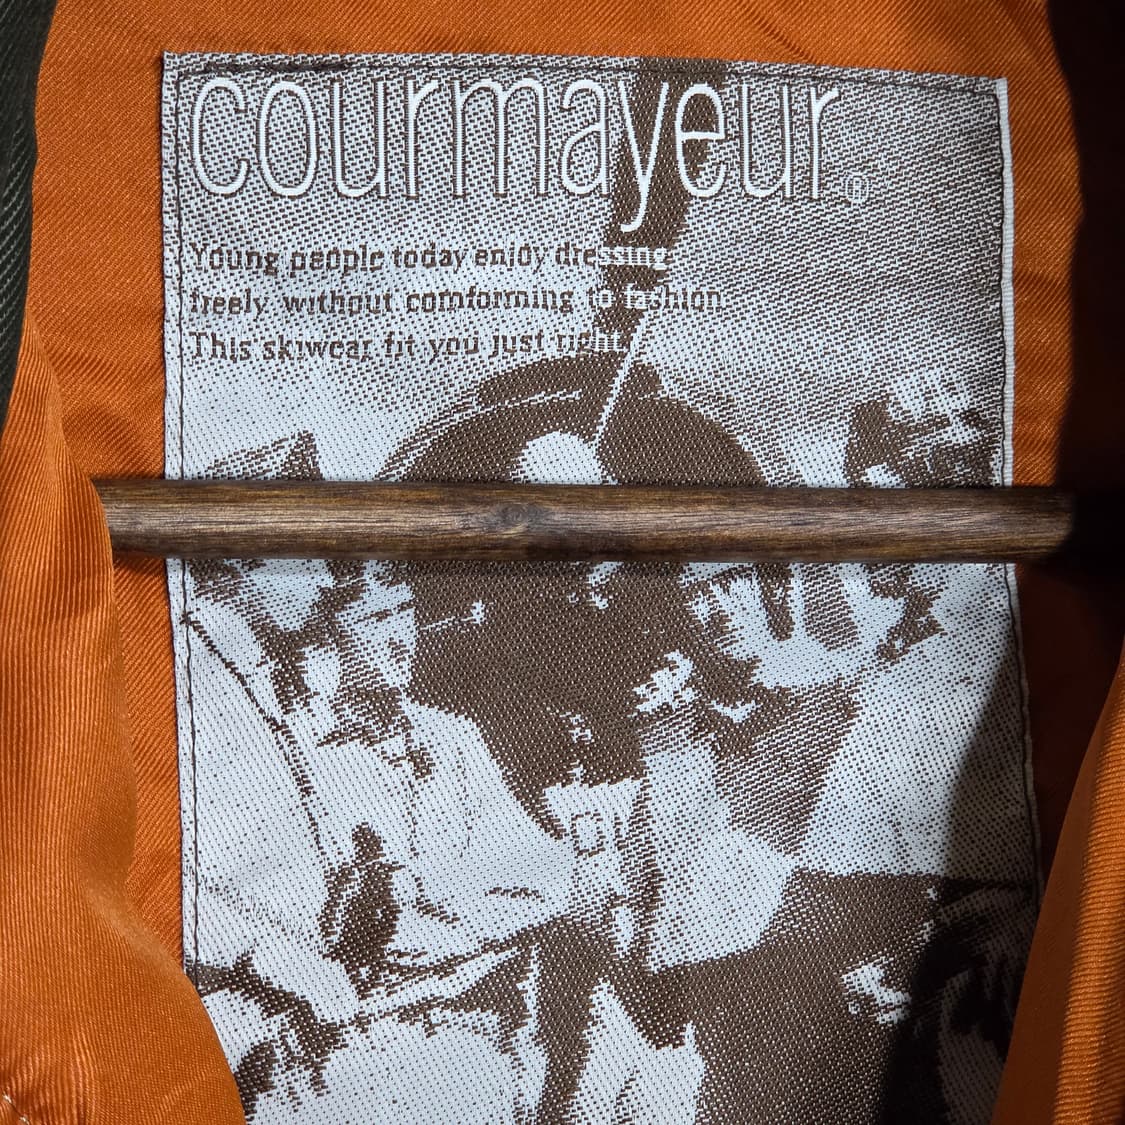 courmayeur®
Young people today enjoy dressing
freely without comforming to fashion
This skiwear fit you just right